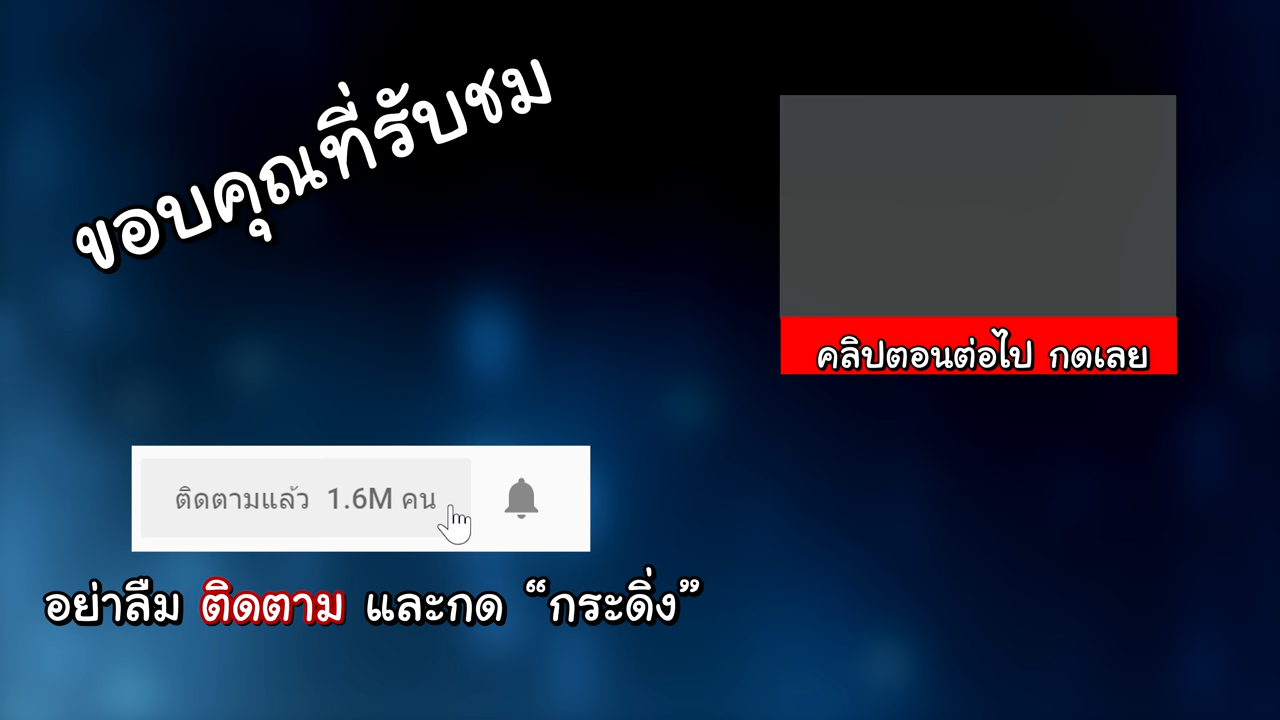 ขอบคุณที่รับชม
คลิปตอนต่อไป กดเลย
ติดตามแล้ว 1.6M คน
อย่าลืม ติดตาม และกด “กระดิ่ง”